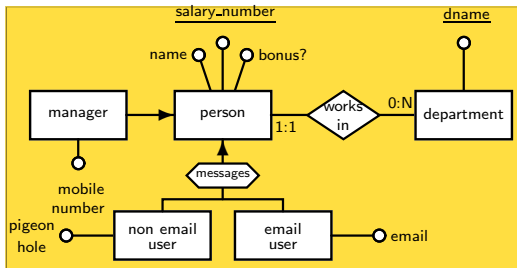 salary_number
dname
name
bonus?
manager
person
works
in
1:1
0:N
department
messages
mobile
number
pigeon
hole
non email
user
email
user
email